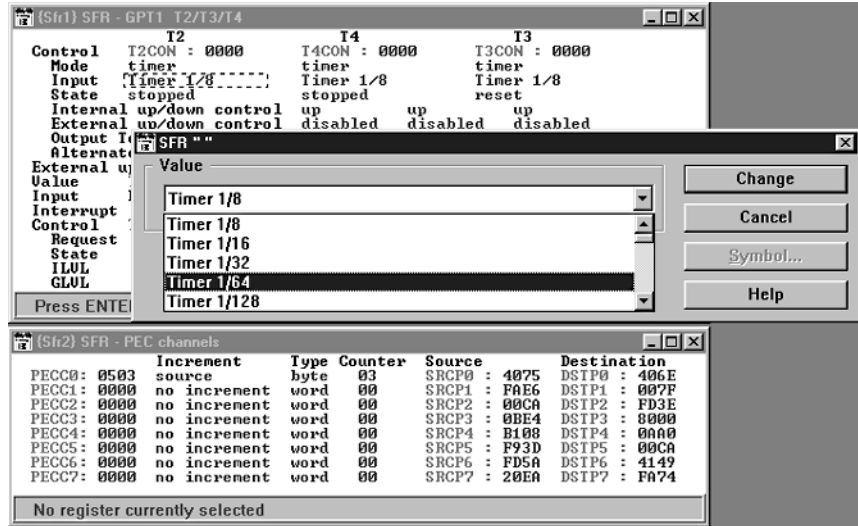 {Sfr1} SFR - GPT1 T2/T3/T4
T2 T4 T3
Control T2CON : 0000 T4CON : 0000 T3CON : 0000
Mode timer timer timer
Input Timer 1/8 Timer 1/8 Timer 1/8
State stopped stopped reset
Internal up/down control up up up
External up/down control disabled disabled disabled
Output
Alternat
External
Value
Input
Interrupt
Control
Request
State
ILVL
GLVL
Press ENTE
SFR " "
Value
Timer 1/8
Timer 1/8
Timer 1/16
Timer 1/32
Timer 1/64
Timer 1/128
Change
Cancel
Symbol...
Help
{Sfr2} SFR - PEC channels
Increment Type Counter Source Destination
PECC0: 0503 source byte 03 SRCP0 : 4075 DSTP0 : 406E
PECC1: 0000 no increment word 00 SRCP1 : FAE6 DSTP1 : 007F
PECC2: 0000 no increment word 00 SRCP2 : 00CA DSTP2 : FD3E
PECC3: 0000 no increment word 00 SRCP3 : 0BE4 DSTP3 : 8000
PECC4: 0000 no increment word 00 SRCP4 : B108 DSTP4 : 0AA0
PECC5: 0000 no increment word 00 SRCP5 : F93D DSTP5 : 00CA
PECC6: 0000 no increment word 00 SRCP6 : FD5A DSTP6 : 4149
PECC7: 0000 no increment word 00 SRCP7 : 20EA DSTP7 : FA74
No register currently selected